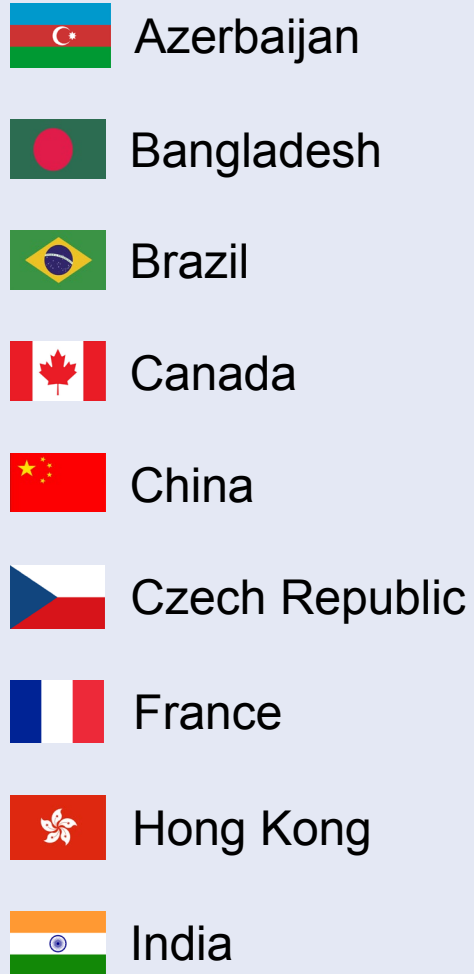 Azerbaijan
Bangladesh
Brazil
Canada
China
Czech Republic
France
Hong Kong
India